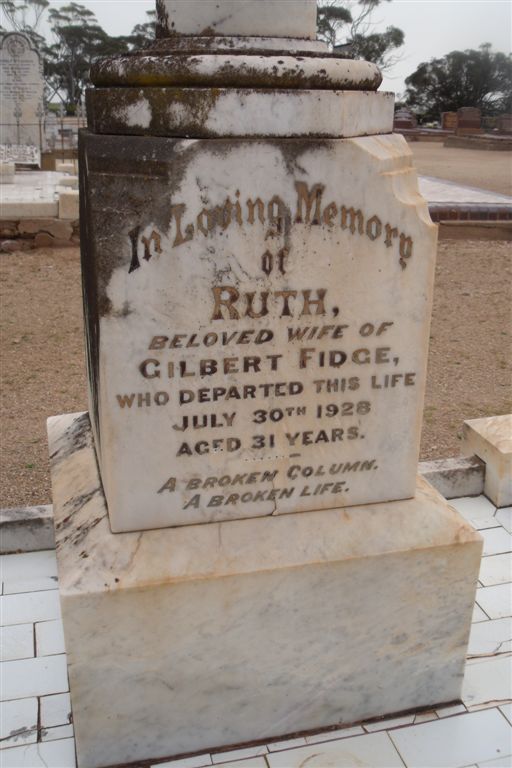 In Loving Memory
of
RUTH,
BELOVED WIFE OF
GILBERT FIDGE,
WHO DEPARTED THIS LIFE
JULY 30TH 1928
AGED 31 YEARS.
A BROKEN COLUMN.
A BROKEN LIFE.